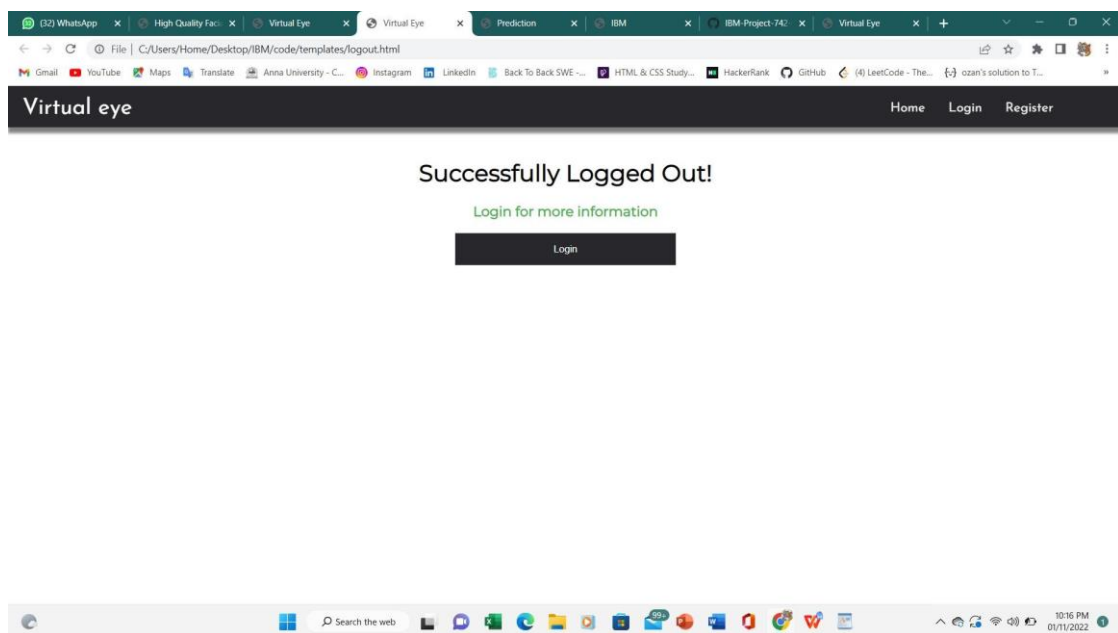 (32) WhatsApp
High Quality Faci
Virtual Eye
Virtual Eye
Prediction
IBM
IBM-Project-742
Virtual Eye
File | C:/Users/Home/Desktop/IBM/code/templates/logout.html
Gmail YouTube Maps Translate Anna University - C... Instagram LinkedIn Back To Back SWE -... HTML & CSS Study... HackerRank GitHub (4) LeetCode - The... {√} ozan's solution to T... »
Virtual eye Home Login Register
Successfully Logged Out!
Login for more information
Login
Search the web
99+
10:16 PM
01/11/2022
1